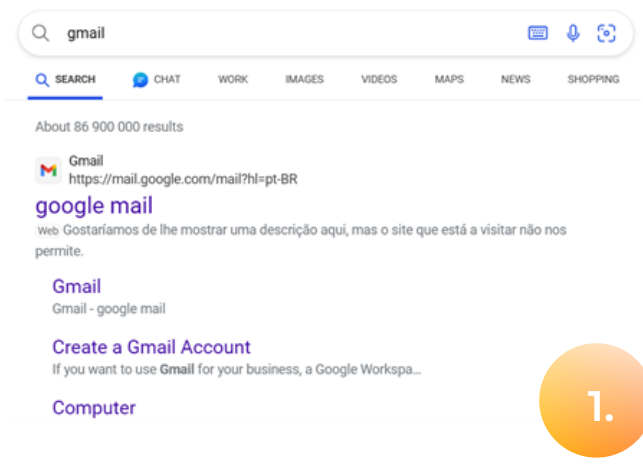 gmail
SEARCH CHAT WORK IMAGES VIDEOS MAPS NEWS SHOPPING
About 86 900 000 results
Gmail
https://mail.google.com/mail?hl=pt-BR
google mail
Web Gostaríamos de lhe mostrar uma descrição aqui, mas o site que está a visitar não nos
permite.
Gmail
Gmail - google mail
Create a Gmail Account
If you want to use Gmail for your business, a Google Workspa...
Computer
1.